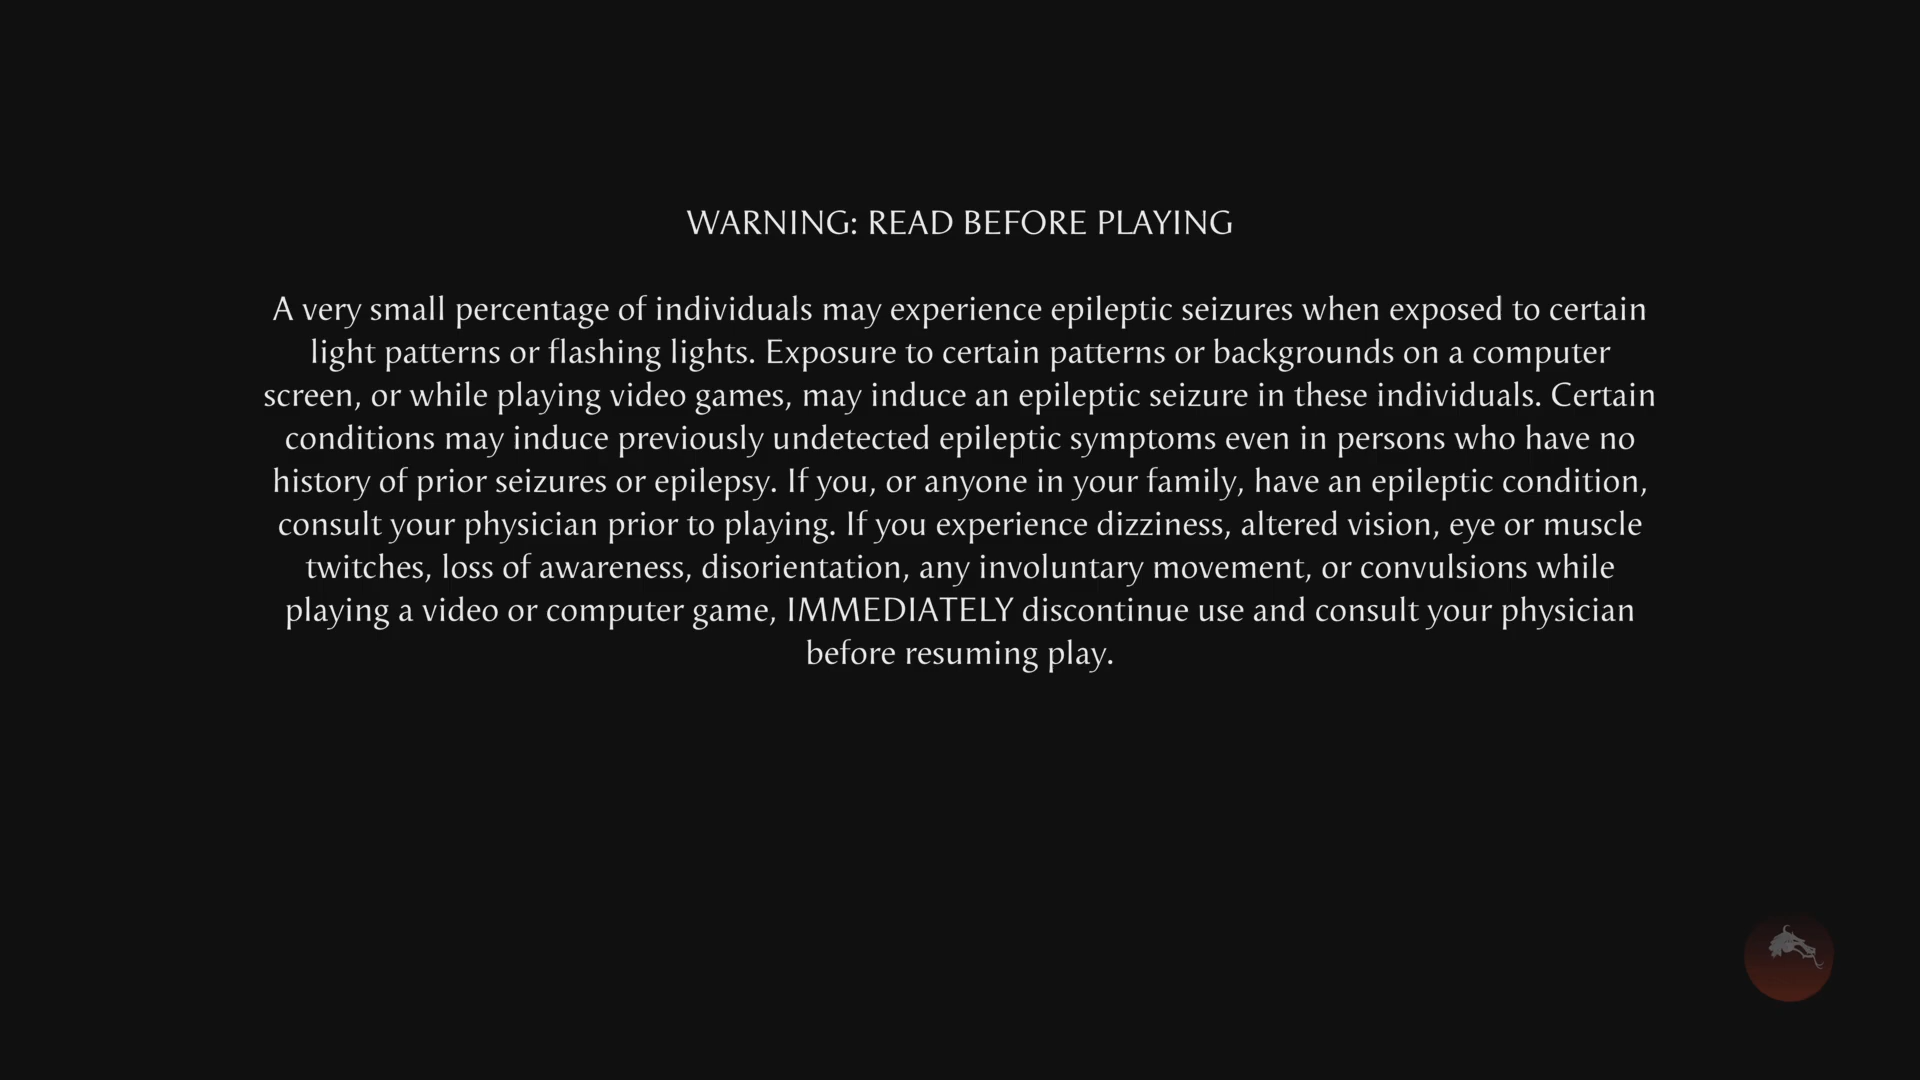 WARNING: READ BEFORE PLAYING
A very small percentage of individuals may experience epileptic seizures when exposed to certain
light patterns or flashing lights. Exposure to certain patterns or backgrounds on a computer
screen, or while playing video games, may induce an epileptic seizure in these individuals. Certain
conditions may induce previously undetected epileptic symptoms even in persons who have no
history of prior seizures or epilepsy. If you, or anyone in your family, have an epileptic condition,
consult your physician prior to playing. If you experience dizziness, altered vision, eye or muscle
twitches, loss of awareness, disorientation, any involuntary movement, or convulsions while
playing a video or computer game, IMMEDIATELY discontinue use and consult your physician
before resuming play.